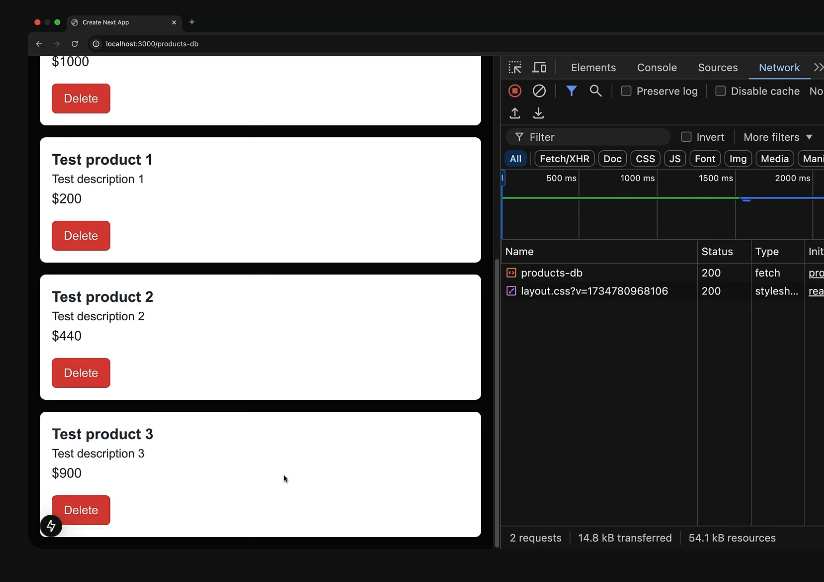 Create Next App
localhost:3000/products-db
$1000
Delete
Test product 1
Test description 1
$200
Delete
Test product 2
Test description 2
$440
Delete
Test product 3
Test description 3
$900
Delete
Elements Console Sources Network
Preserve log Disable cache No
Filter Invert More filters
All Fetch/XHR Doc CSS JS Font Img Media Mani
500 ms 1000 ms 1500 ms 2000 ms
Name Status Type Init
products-db 200 fetch pro
layout.css?v=1734780968106 200 stylesh... rea
2 requests 14.8 kB transferred 54.1 kB resources